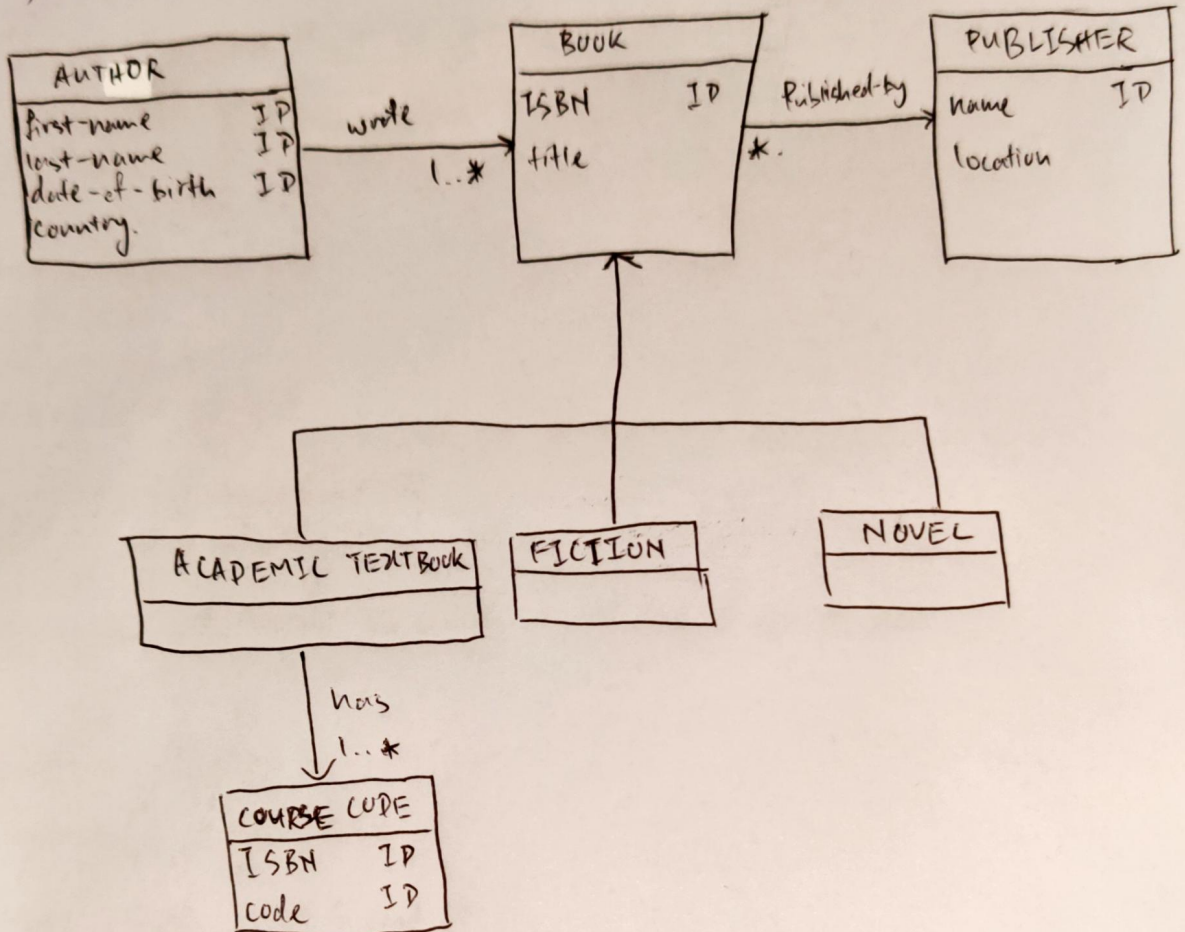 AUTHOR
first-name ID
last-name ID
date-of-birth ID
country.
wrote
1..*
BOOK
ISBN ID
title
Published-by
*.
PUBLISHER
name ID
location
ACADEMIC TEXTBOOK
FICTION
NOVEL
has
1..*
COURSE CODE
ISBN ID
code ID